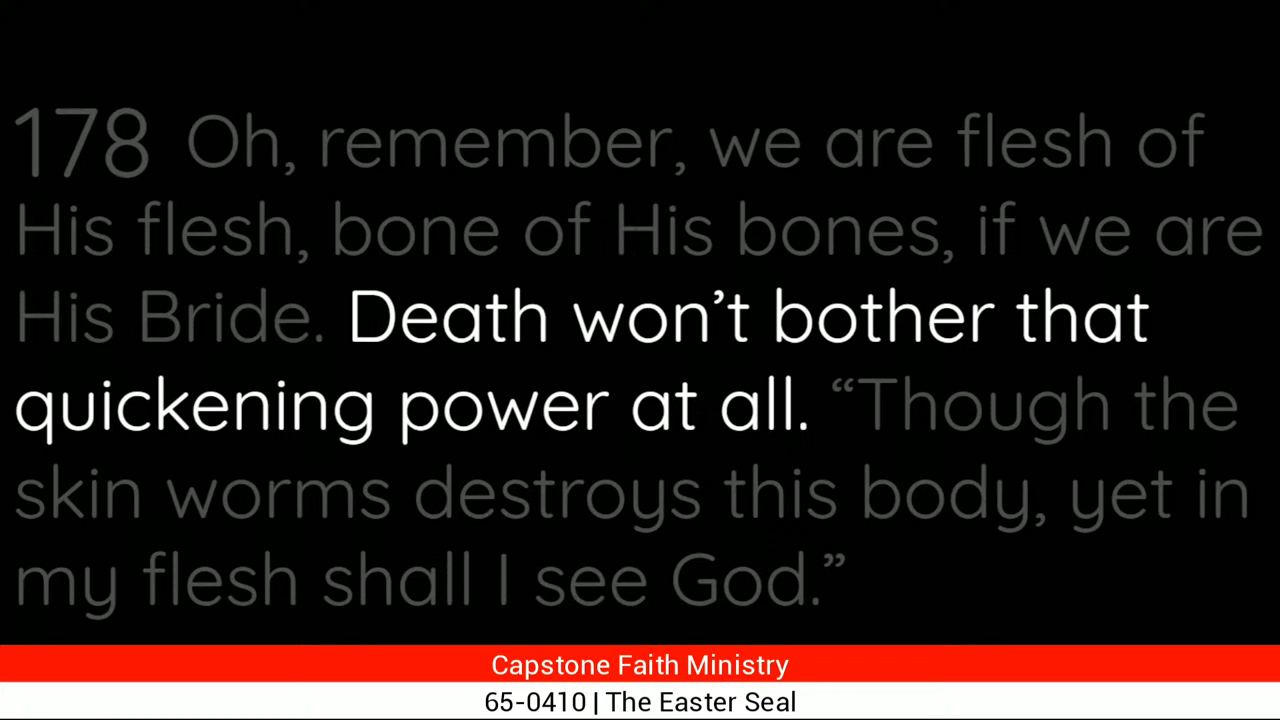 178 Oh, remember, we are flesh of
His flesh, bone of His bones, if we are
His Bride. Death won’t bother that
quickening power at all. “Though the
skin worms destroys this body, yet in
my flesh shall I see God.”
Capstone Faith Ministry
65-0410 | The Easter Seal